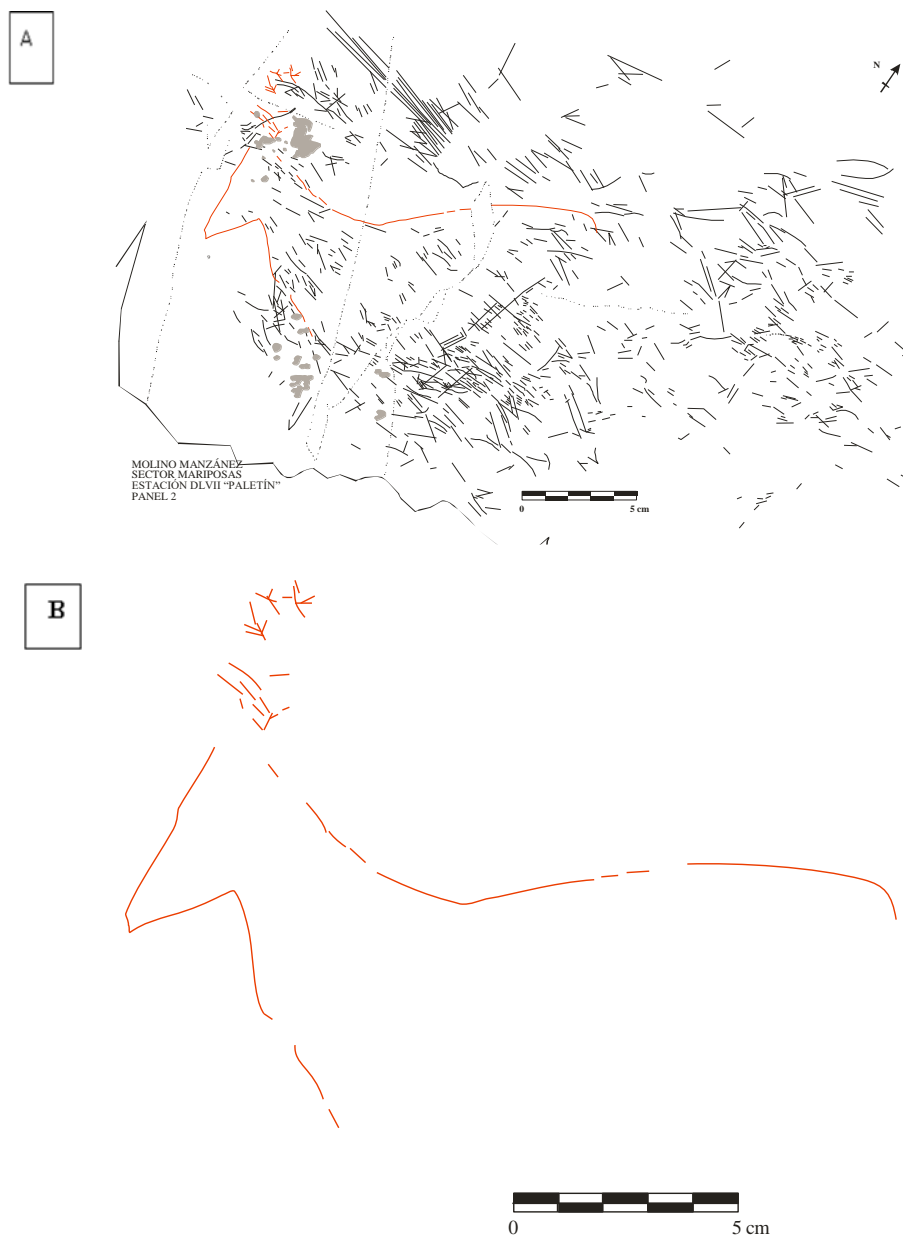 A
N
MOLINO MANZÁNEZ
SECTOR MARIPOSAS
ESTACIÓN DLVII “PALETÍN”
PANEL 2
0 5 cm
B
0 5 cm